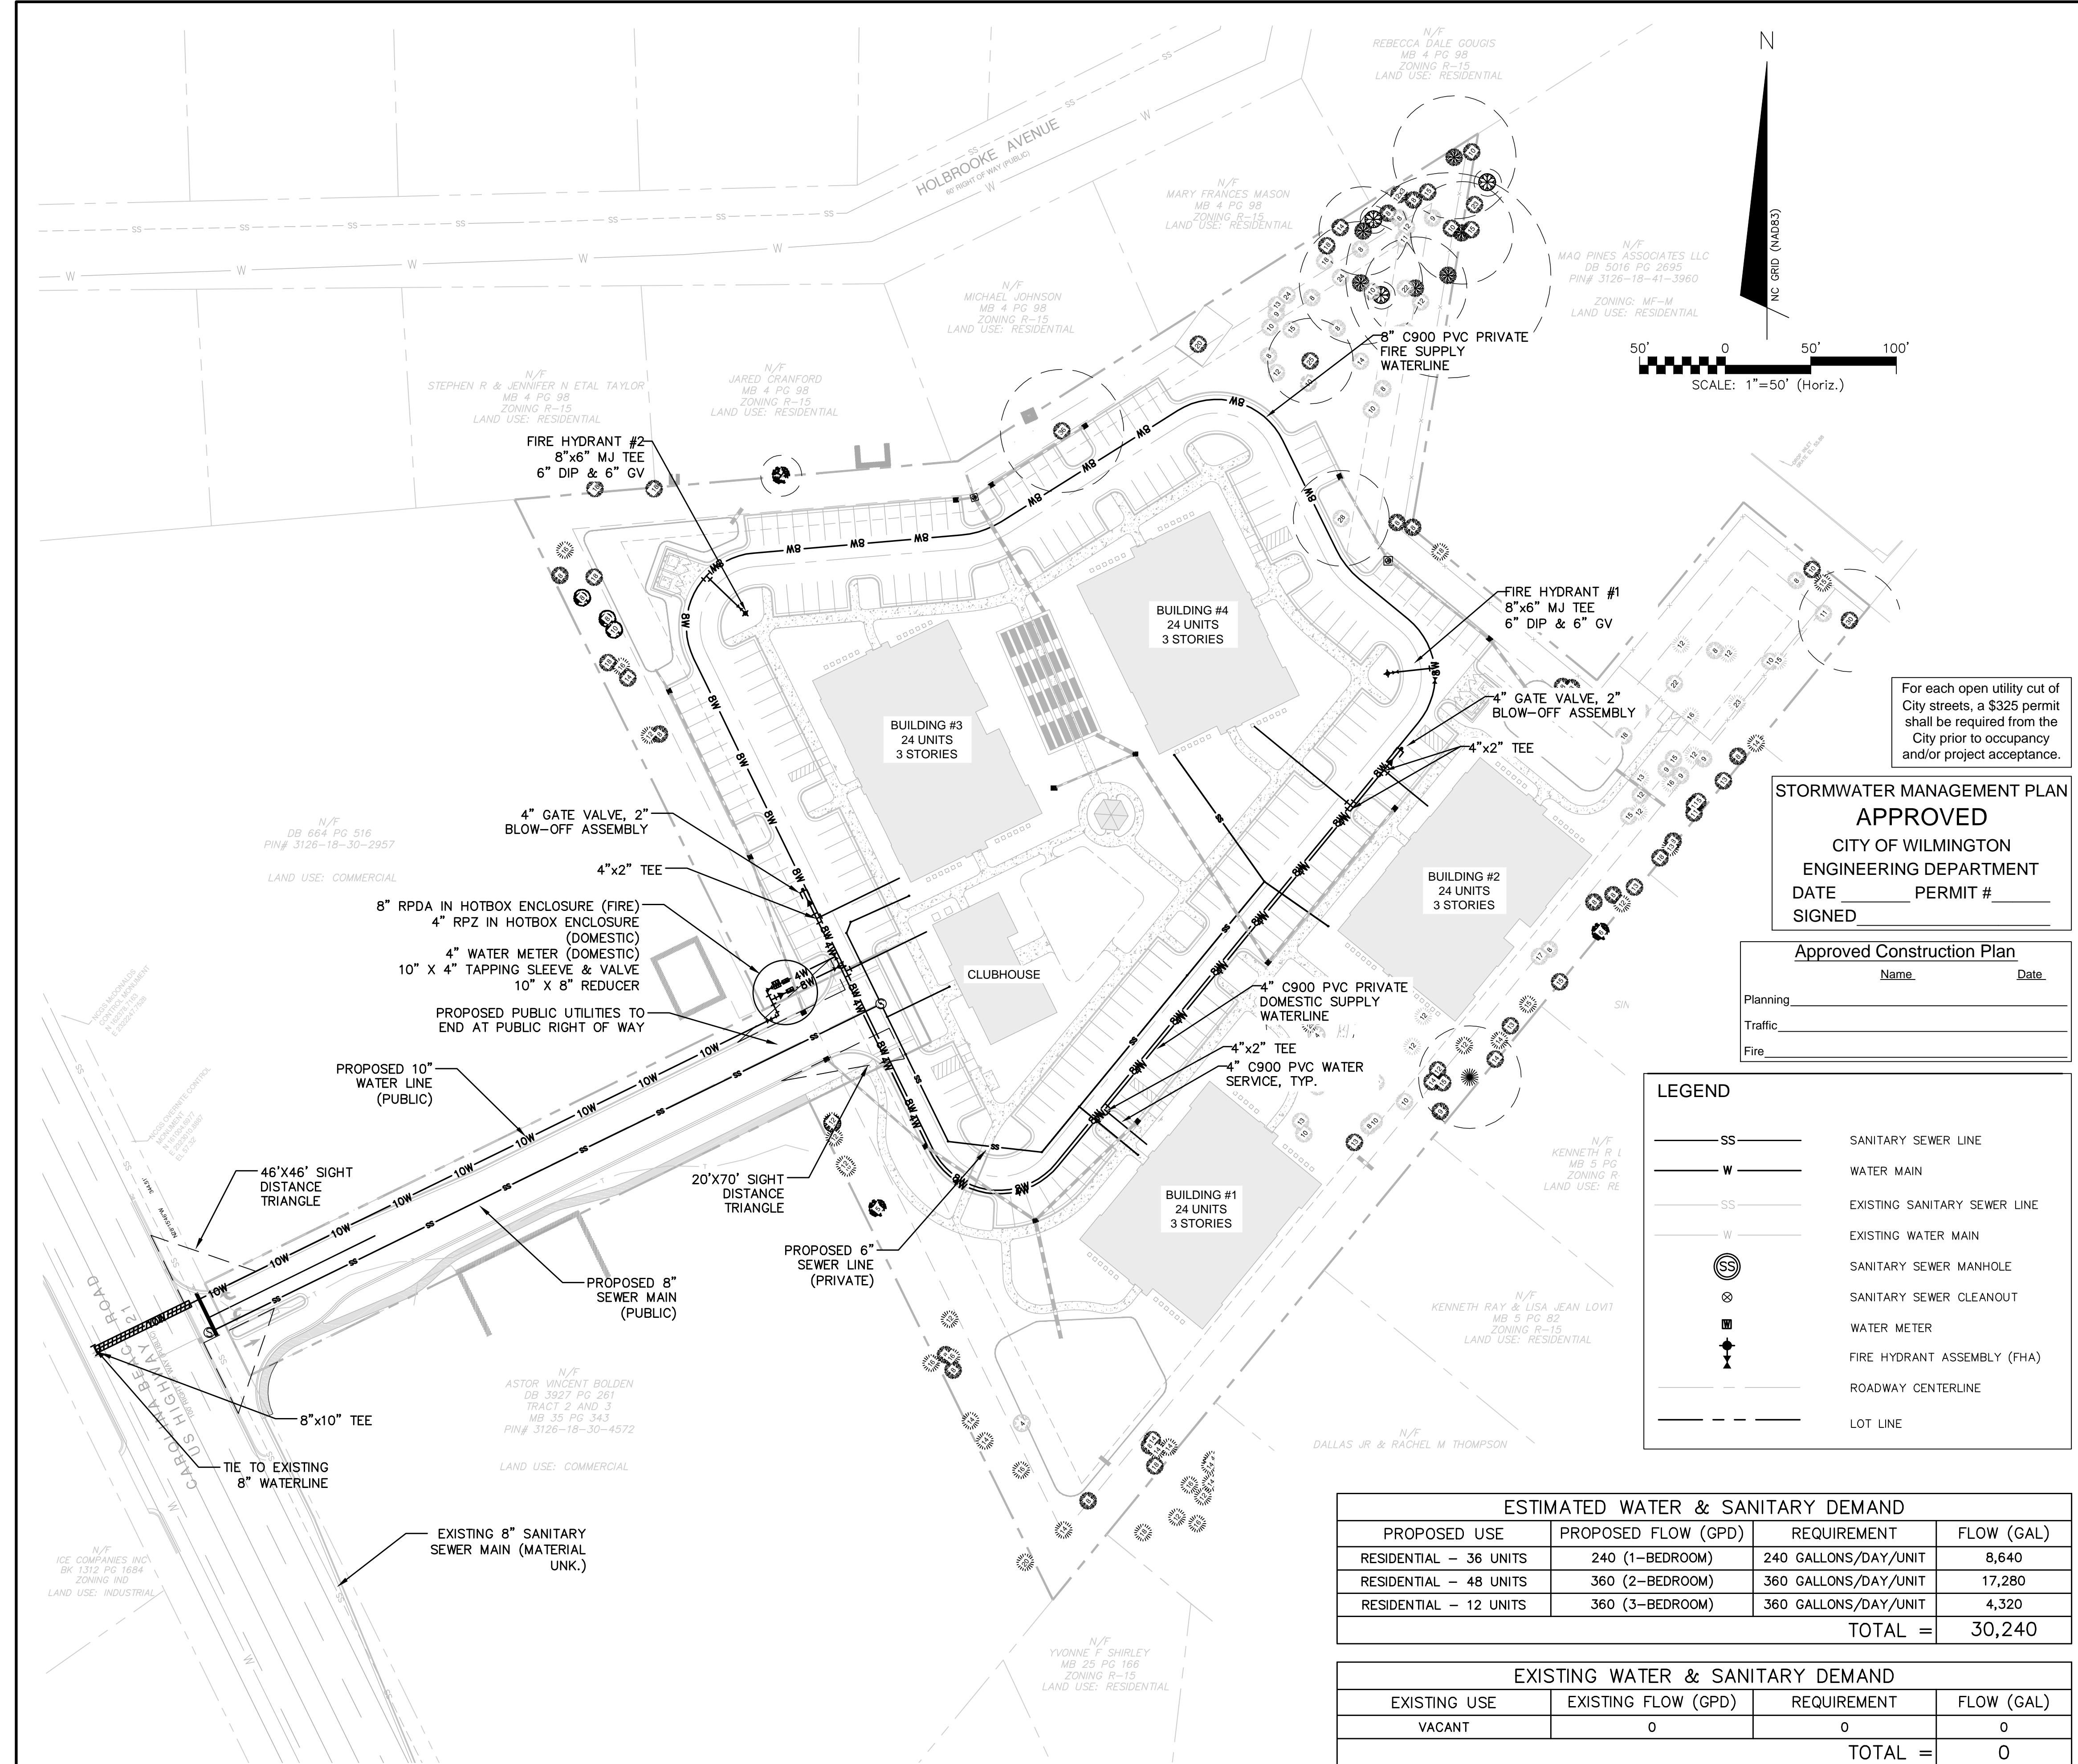 N/F
REBECCA DALE GOUGIS
MB 4 PG 98
ZONING R-15
LAND USE: RESIDENTIAL
N
NC GRID (NAD83)
50' 0 50' 100'
SCALE: 1"=50' (Horiz.)
HOLBROOKE AVENUE
60' RIGHT OF WAY (PUBLIC)
N/F
MARY FRANCES MASON
MB 4 PG 98
ZONING R-15
LAND USE: RESIDENTIAL
N/F
MAQ PINES ASSOCIATES LLC
DB 5016 PG 2695
PIN# 3126-18-41-3960
ZONING: MF-M
LAND USE: RESIDENTIAL
N/F
MICHAEL JOHNSON
MB 4 PG 98
ZONING R-15
LAND USE: RESIDENTIAL
8" C900 PVC PRIVATE
FIRE SUPPLY
WATERLINE
N/F
STEPHEN R & JENNIFER N ETAL TAYLOR
MB 4 PG 98
ZONING R-15
LAND USE: RESIDENTIAL
N/F
JARED CRANFORD
MB 4 PG 98
ZONING R-15
LAND USE: RESIDENTIAL
FIRE HYDRANT #2
8"x6" MJ TEE
6" DIP & 6" GV
FIRE HYDRANT #1
8"x6" MJ TEE
6" DIP & 6" GV
BUILDING #4
24 UNITS
3 STORIES
BUILDING #3
24 UNITS
3 STORIES
4" GATE VALVE, 2"
BLOW-OFF ASSEMBLY
4"x2" TEE
For each open utility cut of
City streets, a $325 permit
shall be required from the
City prior to occupancy
and/or project acceptance.
STORMWATER MANAGEMENT PLAN
APPROVED
CITY OF WILMINGTON
ENGINEERING DEPARTMENT
DATE PERMIT #
SIGNED
Approved Construction Plan
Name Date
Planning
Traffic
Fire
N/F
DB 664 PG 516
PIN# 3126-18-30-2957
LAND USE: COMMERCIAL
4" GATE VALVE, 2"
BLOW-OFF ASSEMBLY
4"x2" TEE
8" RPDA IN HOTBOX ENCLOSURE (FIRE)
4" RPZ IN HOTBOX ENCLOSURE
(DOMESTIC)
4" WATER METER (DOMESTIC)
10" X 4" TAPPING SLEEVE & VALVE
10" X 8" REDUCER
PROPOSED PUBLIC UTILITIES TO
END AT PUBLIC RIGHT OF WAY
PROPOSED 10"
WATER LINE
(PUBLIC)
BUILDING #2
24 UNITS
3 STORIES
CLUBHOUSE
4" C900 PVC PRIVATE
DOMESTIC SUPPLY
WATERLINE
4"x2" TEE
4" C900 PVC WATER
SERVICE, TYP.
46'X46' SIGHT
DISTANCE
TRIANGLE
20'X70' SIGHT
DISTANCE
TRIANGLE
BUILDING #1
24 UNITS
3 STORIES
PROPOSED 6"
SEWER LINE
(PRIVATE)
PROPOSED 8"
SEWER MAIN
(PUBLIC)
CAROLINA BEACH ROAD
US HIGHWAY 421
8"x10" TEE
TIE TO EXISTING
8" WATERLINE
EXISTING 8" SANITARY
SEWER MAIN (MATERIAL
UNK.)
N/F
ASTOR VINCENT BOLDEN
DB 3927 PG 261
TRACT 2 AND 3
MB 35 PG 343
PIN# 3126-18-30-4572
LAND USE: COMMERCIAL
N/F
ICE COMPANIES INC
BK 1312 PG 1684
ZONING IND
LAND USE: INDUSTRIAL
N/F
KENNETH R L
MB 5 PG
ZONING R-
LAND USE: RE
N/F
KENNETH RAY & LISA JEAN LOVIT
MB 5 PG 82
ZONING R-15
LAND USE: RESIDENTIAL
N/F
DALLAS JR & RACHEL M THOMPSON
N/F
YVONNE F SHIRLEY
MB 25 PG 166
ZONING R-15
LAND USE: RESIDENTIAL
LEGEND
SS SANITARY SEWER LINE
W WATER MAIN
SS EXISTING SANITARY SEWER LINE
W EXISTING WATER MAIN
SS SANITARY SEWER MANHOLE
SANITARY SEWER CLEANOUT
W WATER METER
FIRE HYDRANT ASSEMBLY (FHA)
ROADWAY CENTERLINE
LOT LINE
ESTIMATED WATER & SANITARY DEMAND
PROPOSED USE PROPOSED FLOW (GPD) REQUIREMENT FLOW (GAL)
RESIDENTIAL - 36 UNITS 240 (1-BEDROOM) 240 GALLONS/DAY/UNIT 8,640
RESIDENTIAL - 48 UNITS 360 (2-BEDROOM) 360 GALLONS/DAY/UNIT 17,280
RESIDENTIAL - 12 UNITS 360 (3-BEDROOM) 360 GALLONS/DAY/UNIT 4,320
TOTAL = 30,240
EXISTING WATER & SANITARY DEMAND
EXISTING USE EXISTING FLOW (GPD) REQUIREMENT FLOW (GAL)
VACANT 0 0 0
TOTAL = 0